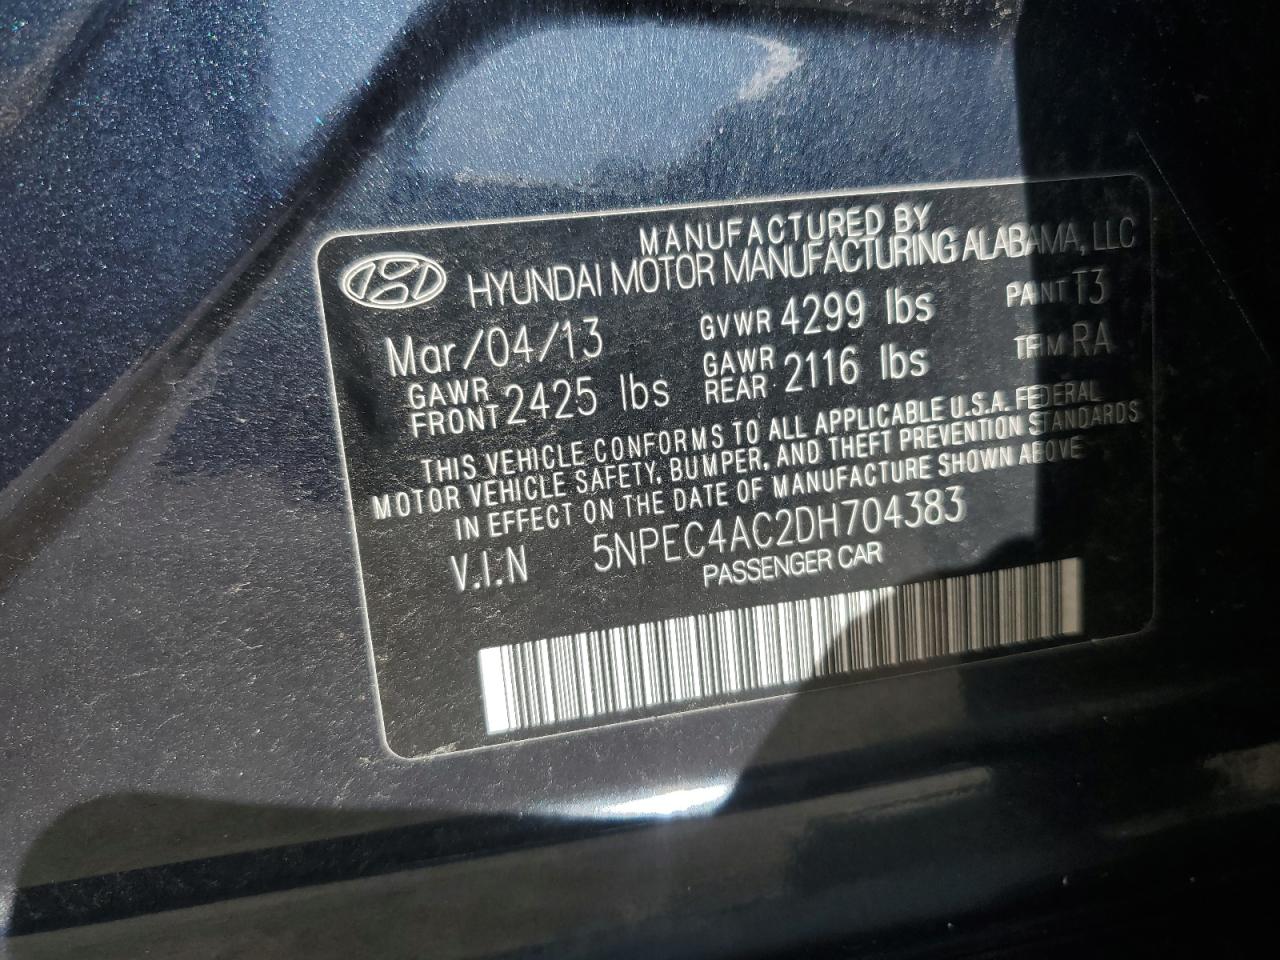 MANUFACTURED BY
HYUNDAI MOTOR MANUFACTURING ALABAMA, LLC
Mar/04/13 GVWR 4299 lbs PAINT T3
GAWR FRONT 2425 lbs GAWR REAR 2116 lbs TRIM RA
THIS VEHICLE CONFORMS TO ALL APPLICABLE U.S.A. FEDERAL
MOTOR VEHICLE SAFETY, BUMPER, AND THEFT PREVENTION STANDARDS
IN EFFECT ON THE DATE OF MANUFACTURE SHOWN ABOVE
V.I.N 5NPEC4AC2DH704383
PASSENGER CAR